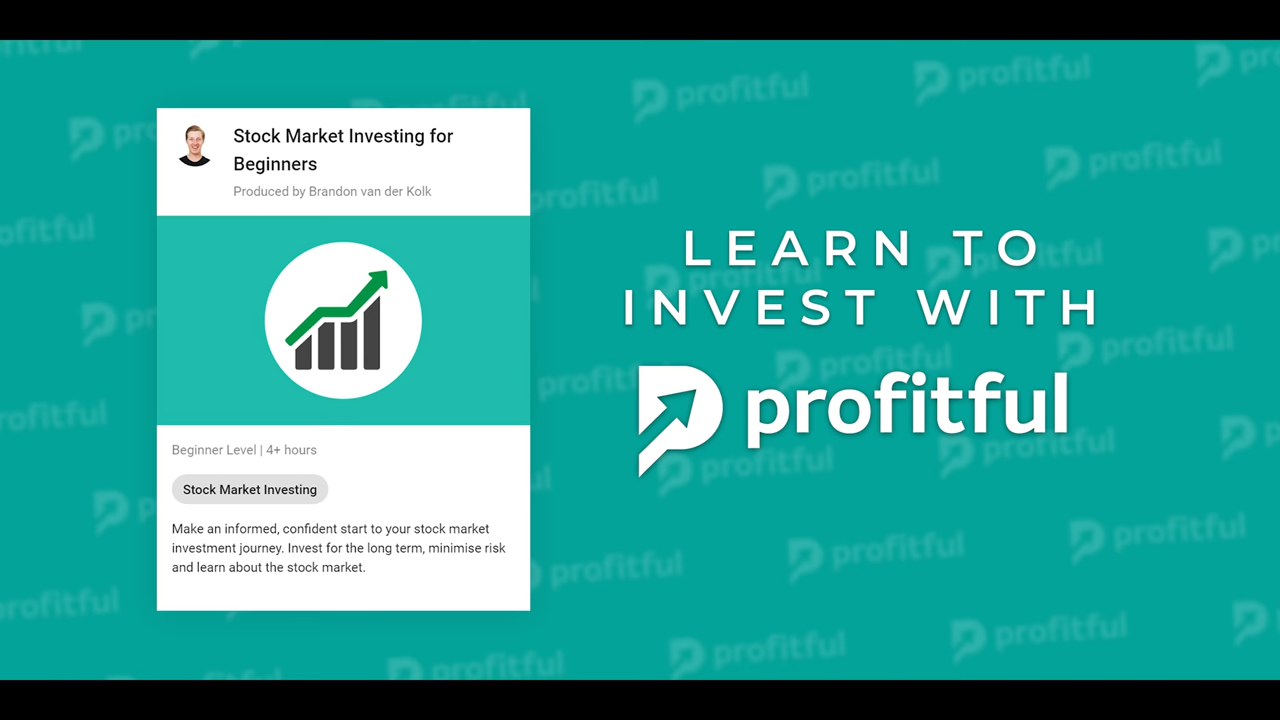 Stock Market Investing for
Beginners
Produced by Brandon van der Kolk
Beginner Level | 4+ hours
Stock Market Investing
Make an informed, confident start to your stock market
investment journey. Invest for the long term, minimise risk
and learn about the stock market.
LEARN TO
INVEST WITH
profitful